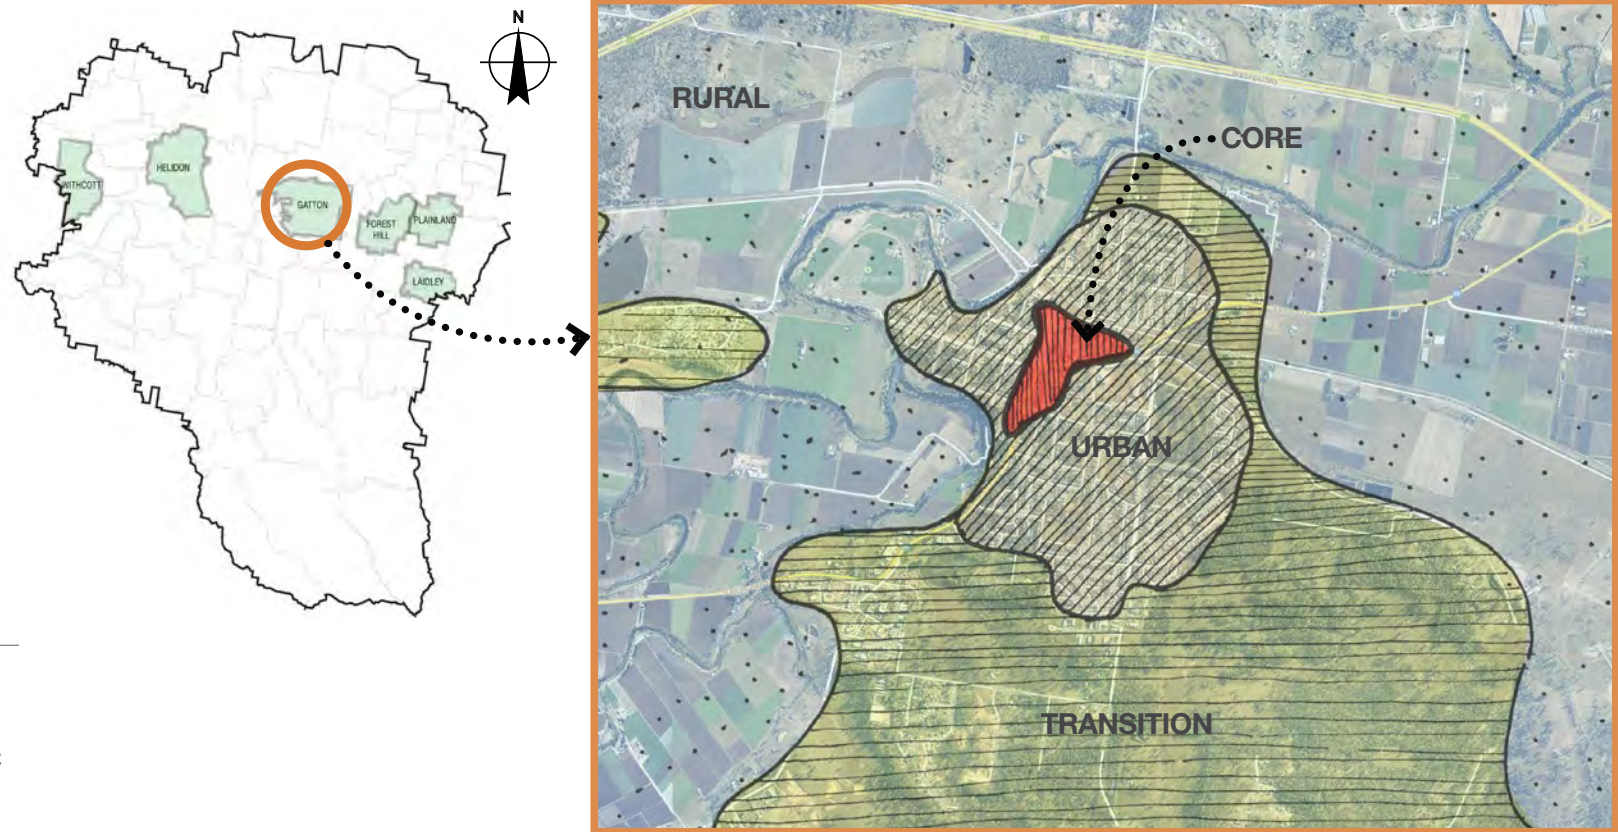 N
WITHCOTT
HELIDON
GATTON
FOREST
HILL
PLAINLAND
LAIDLEY
RURAL
CORE
URBAN
TRANSITION